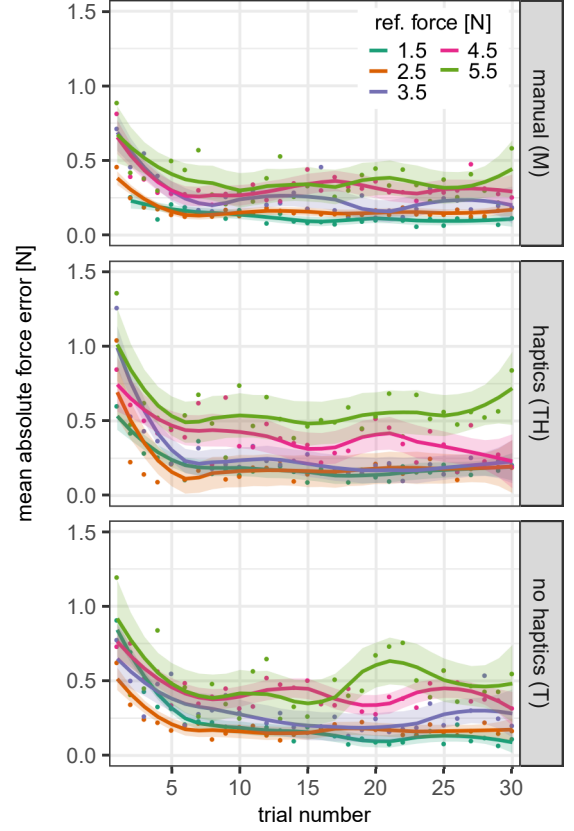 ref. force [N]
1.5
4.5
2.5
5.5
3.5
1.5
1.0
0.5
0.0
manual (M)
mean absolute force error [N]
1.5
1.0
0.5
0.0
haptics (TH)
1.5
1.0
0.5
0.0
no haptics (T)
5 10 15 20 25 30
trial number